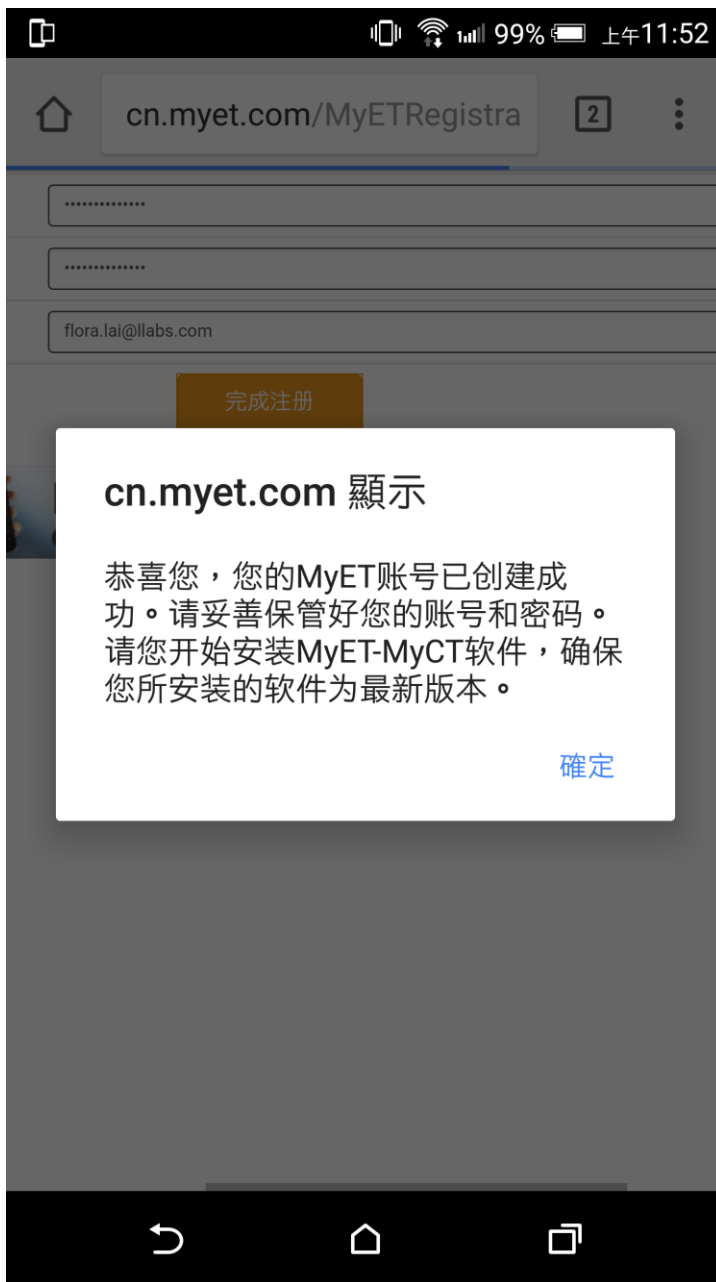 99% 上午11:52
cn.myet.com/MyETRegistra 2
••••••••••••••
••••••••••••••
flora.lai@llabs.com
完成注册
cn.myet.com 顯示
恭喜您，您的MyET账号已创建成
功。请妥善保管好您的账号和密码。
请您开始安装MyET-MyCT软件，确保
您所安装的软件为最新版本。
確定